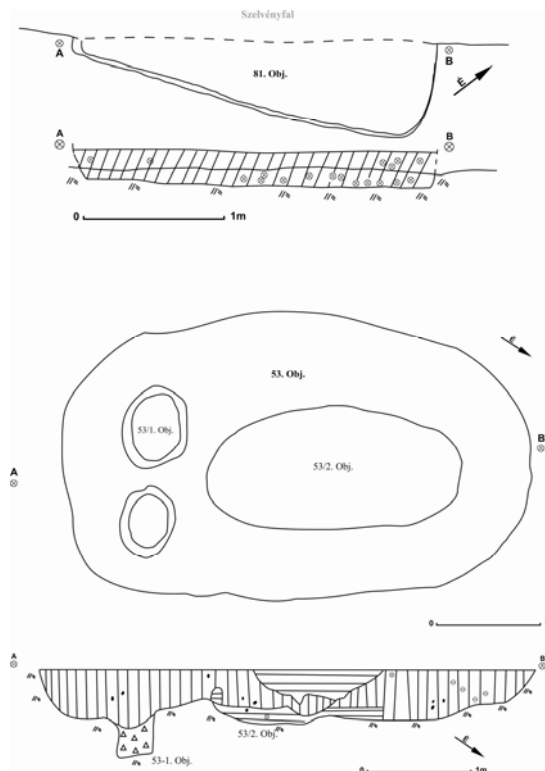 Szelvényfal
A
B
81. Obj.
É
A
B
0 1m
53. Obj.
É
53/1. Obj.
53/2. Obj.
A
B
0
A
B
53/2. Obj.
53-1. Obj.
É
0 1m